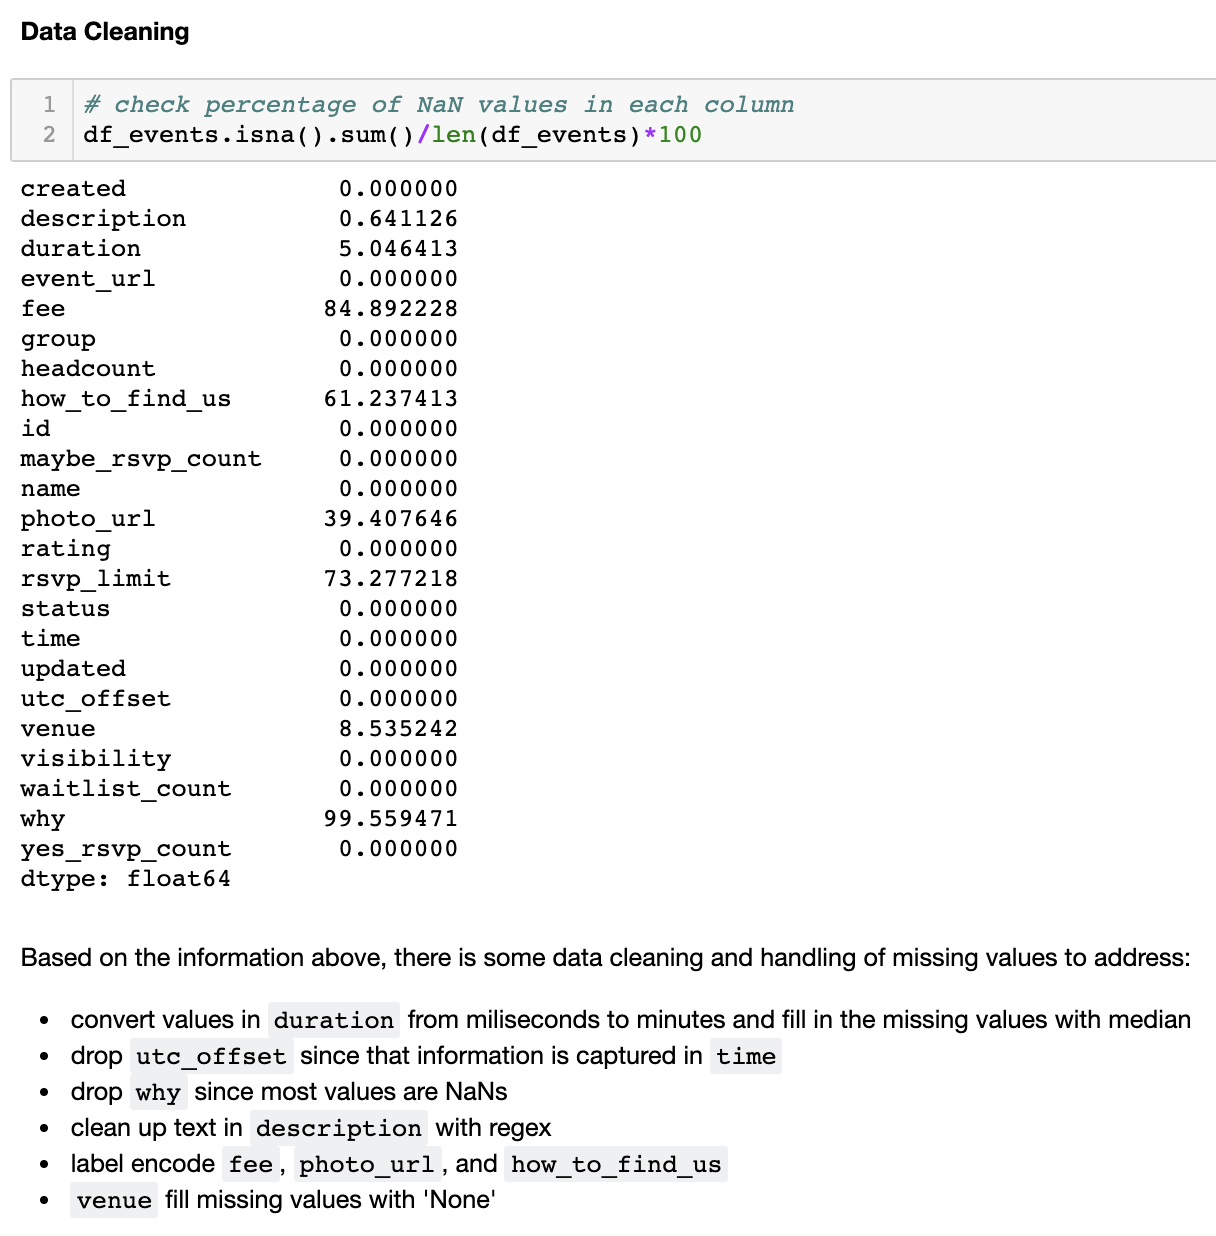 Data Cleaning
1 # check percentage of NaN values in each column
2 df_events.isna().sum()/len(df_events)*100
created 0.000000
description 0.641126
duration 5.046413
event_url 0.000000
fee 84.892228
group 0.000000
headcount 0.000000
how_to_find_us 61.237413
id 0.000000
maybe_rsvp_count 0.000000
name 0.000000
photo_url 39.407646
rating 0.000000
rsvp_limit 73.277218
status 0.000000
time 0.000000
updated 0.000000
utc_offset 0.000000
venue 8.535242
visibility 0.000000
waitlist_count 0.000000
why 99.559471
yes_rsvp_count 0.000000
dtype: float64
Based on the information above, there is some data cleaning and handling of missing values to address:
• convert values in duration from miliseconds to minutes and fill in the missing values with median
• drop utc_offset since that information is captured in time
• drop why since most values are NaNs
• clean up text in description with regex
• label encode fee, photo_url, and how_to_find_us
• venue fill missing values with 'None'